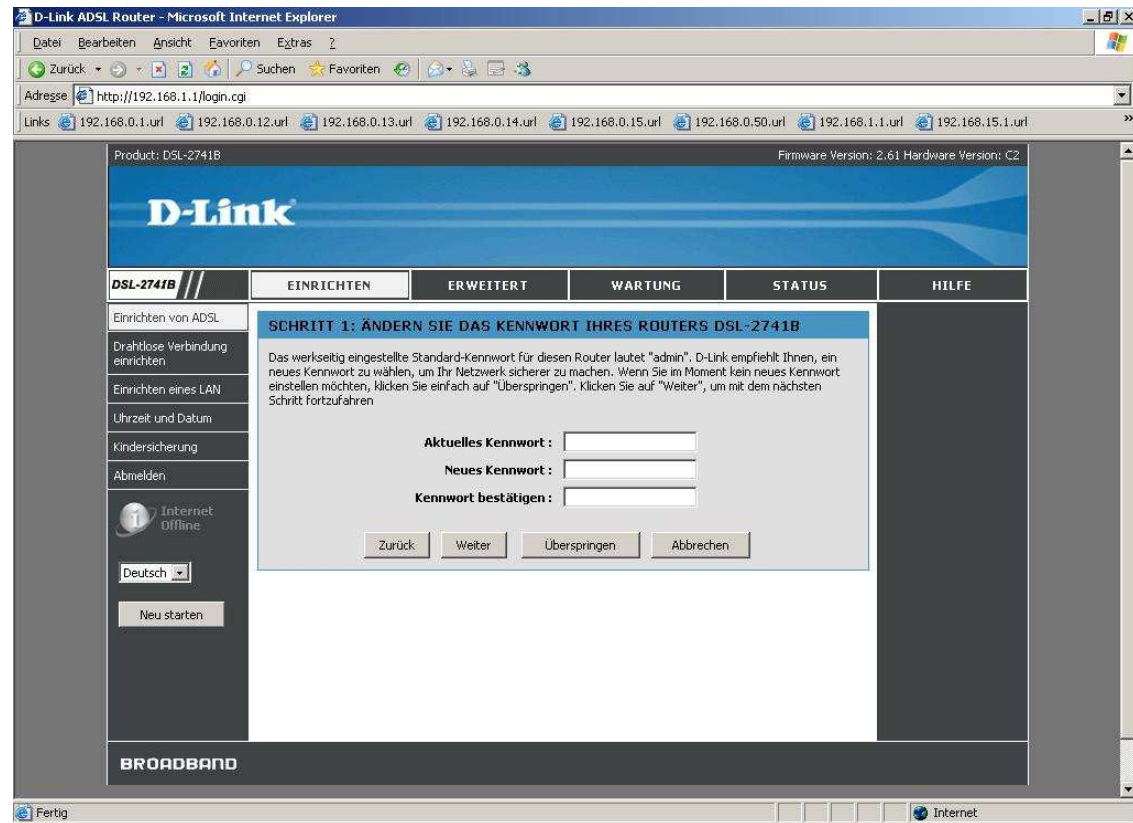 D-Link ADSL Router - Microsoft Internet Explorer
Datei Bearbeiten Ansicht Favoriten Extras ?
Zurück Suchen Favoriten
Adresse http://192.168.1.1/login.cgi
Links 192.168.0.1.url 192.168.0.12.url 192.168.0.13.url 192.168.0.14.url 192.168.0.15.url 192.168.0.50.url 192.168.1.1.url 192.168.15.1.url »
Product: DSL-2741B Firmware Version: 2.61 Hardware Version: C2
D-Link
DSL-2741B EINRICHTEN ERWEITERT WARTUNG STATUS HILFE
Einrichten von ADSL
Drahtlose Verbindung
einrichten
Einrichten eines LAN
Uhrzeit und Datum
Kindersicherung
Abmelden
Internet
Offline
Deutsch
Neu starten
SCHRITT 1: ÄNDERN SIE DAS KENNWORT IHRES ROUTERS DSL-2741B
Das werkseitig eingestellte Standard-Kennwort für diesen Router lautet "admin". D-Link empfiehlt Ihnen, ein
neues Kennwort zu wählen, um Ihr Netzwerk sicherer zu machen. Wenn Sie im Moment kein neues Kennwort
einstellen möchten, klicken Sie einfach auf "Überspringen". Klicken Sie auf "Weiter", um mit dem nächsten
Schritt fortzufahren
Aktuelles Kennwort :
Neues Kennwort :
Kennwort bestätigen :
Zurück Weiter Überspringen Abbrechen
BROADBAND
Fertig Internet